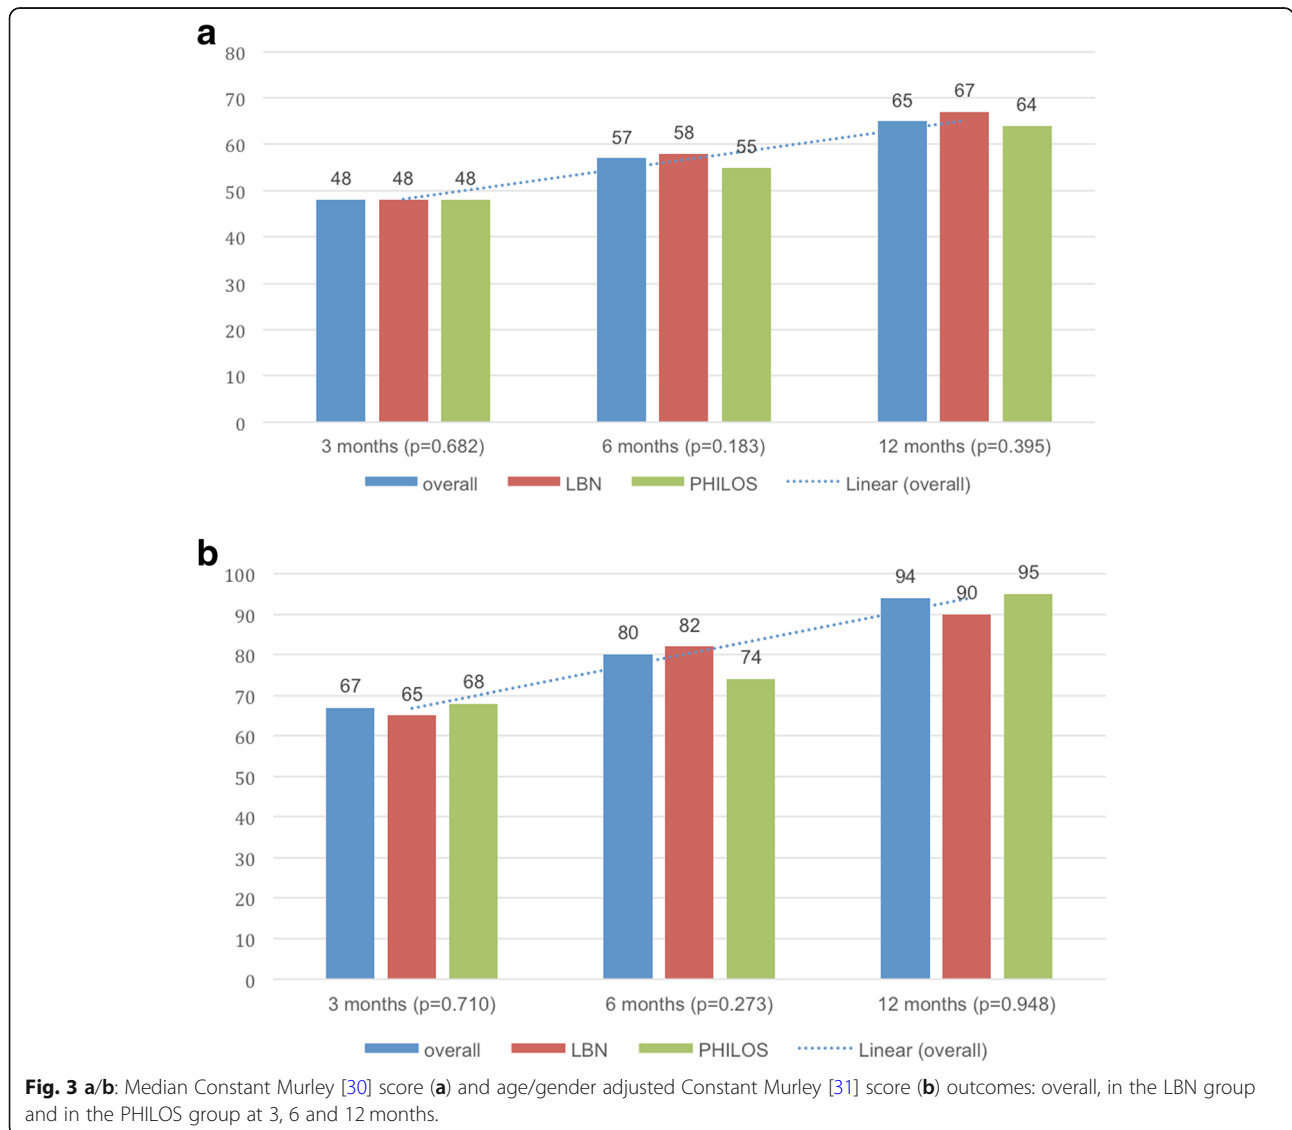 a
80
70
60
50
40
30
20
10
0
48 48 48
57 58 55
65 67 64
3 months (p=0.682) 6 months (p=0.183) 12 months (p=0.395)
overall LBN PHILOS Linear (overall)
b
100
90
80
70
60
50
40
30
20
10
0
67 65 68
80 82 74
94 90 95
3 months (p=0.710) 6 months (p=0.273) 12 months (p=0.948)
overall LBN PHILOS Linear (overall)
Fig. 3 a/b: Median Constant Murley [30] score (a) and age/gender adjusted Constant Murley [31] score (b) outcomes: overall, in the LBN group
and in the PHILOS group at 3, 6 and 12 months.